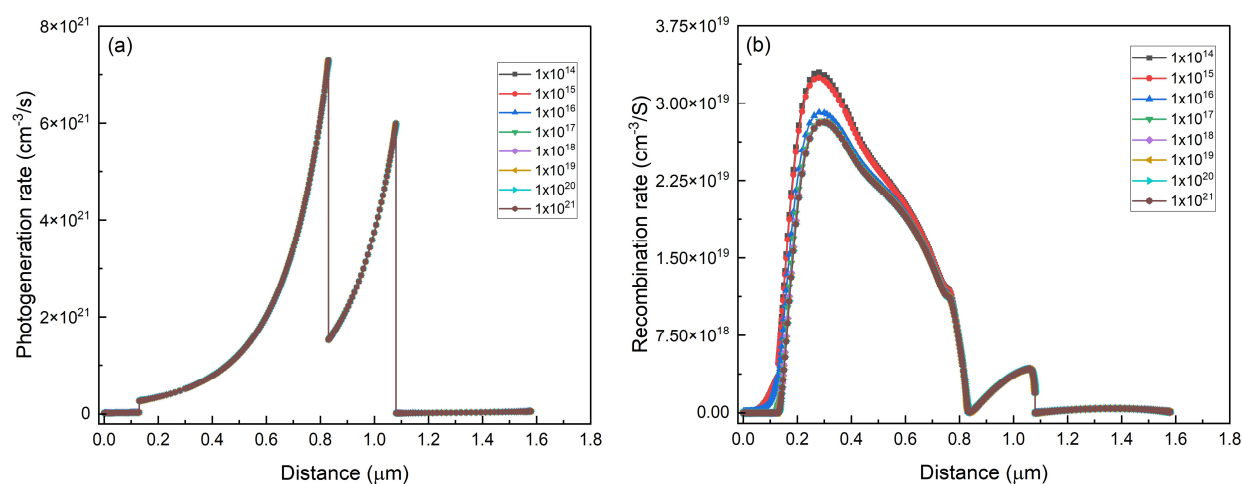 (a)
Photogeneration rate (cm⁻³/s)
8×10²¹
6×10²¹
4×10²¹
2×10²¹
0
1x10¹⁴
1x10¹⁵
1x10¹⁶
1x10¹⁷
1x10¹⁸
1x10¹⁹
1x10²⁰
1x10²¹
0.0 0.2 0.4 0.6 0.8 1.0 1.2 1.4 1.6 1.8
Distance (μm)
(b)
Recombination rate (cm⁻³/S)
3.75×10¹⁹
3.00×10¹⁹
2.25×10¹⁹
1.50×10¹⁹
7.50×10¹⁸
0.00
1x10¹⁴
1x10¹⁵
1x10¹⁶
1x10¹⁷
1x10¹⁸
1x10¹⁹
1x10²⁰
1x10²¹
0.0 0.2 0.4 0.6 0.8 1.0 1.2 1.4 1.6 1.8
Distance (μm)